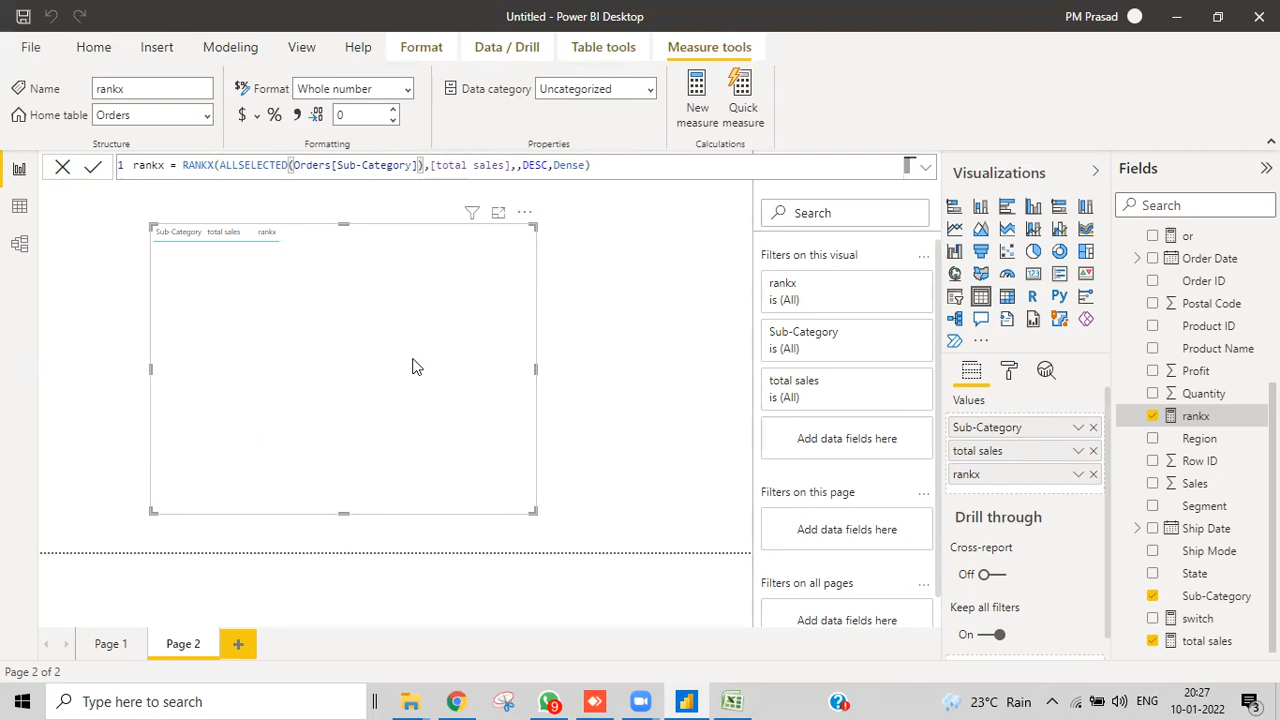 Untitled - Power BI Desktop
PM Prasad
File
Home
Insert
Modeling
View
Help
Format
Data / Drill
Table tools
Measure tools
Name
rankx
Home table
Orders
Structure
Format
Whole number
$
%
0
Formatting
Data category
Uncategorized
Properties
New
measure
Quick
measure
Calculations
1 rankx = RANKX(ALLSELECTED(Orders[Sub-Category]),[total sales],,DESC,Dense)
Sub-Category total sales rankx
Search
Filters on this visual
rankx
is (All)
Sub-Category
is (All)
total sales
is (All)
Add data fields here
Filters on this page
Add data fields here
Filters on all pages
Add data fields here
Visualizations
R
Py
Values
Sub-Category
total sales
rankx
Drill through
Cross-report
Off
Keep all filters
On
Fields
Search
or
Order Date
Order ID
Postal Code
Product ID
Product Name
Profit
Quantity
rankx
Region
Row ID
Sales
Segment
Ship Date
Ship Mode
State
Sub-Category
switch
total sales
Page 1
Page 2
Page 2 of 2
Type here to search
9
23°C Rain
ENG
20:27
10-01-2022
3